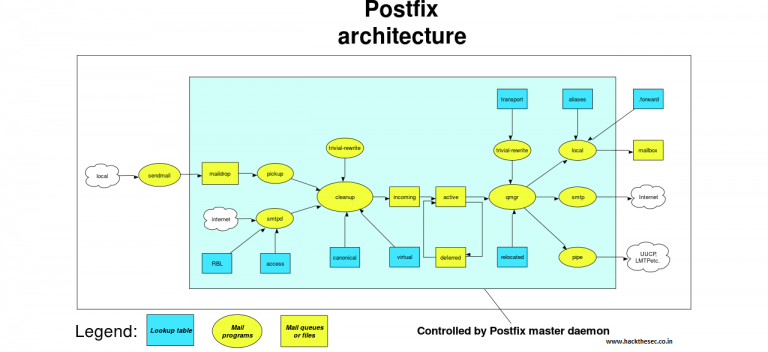 Postfix
architecture
transport
aliases
.forward
local
sendmail
maildrop
pickup
trivial-rewrite
trivial-rewrite
local
mailbox
cleanup
incoming
active
qmgr
smtp
Internet
internet
smtpd
RBL
access
canonical
virtual
deferred
relocated
pipe
UUCP,
LMTPetc.
Controlled by Postfix master daemon
Legend:
Lookup table
Mail
programs
Mail queues
or files
www.hackthesec.co.in